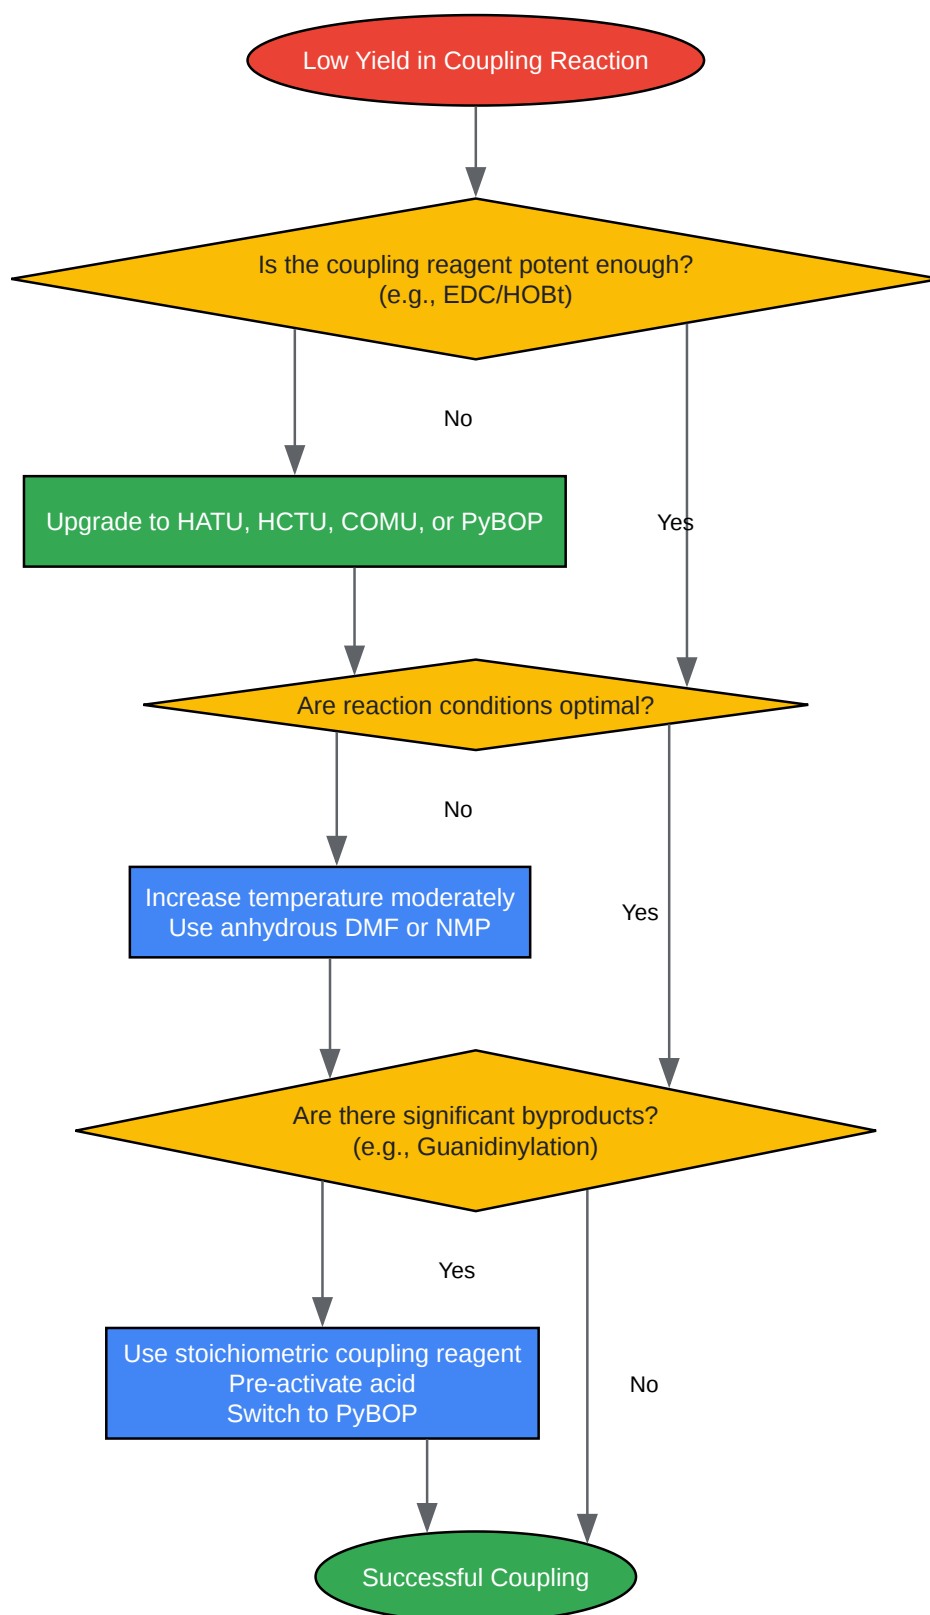 Low Yield in Coupling Reaction
Is the coupling reagent potent enough?
(e.g., EDC/HOBt)
No
Upgrade to HATU, HCTU, COMU, or PyBOP
Yes
Are reaction conditions optimal?
No
Increase temperature moderately
Use anhydrous DMF or NMP
Yes
Are there significant byproducts?
(e.g., Guanidinylation)
Yes
Use stoichiometric coupling reagent
Pre-activate acid
Switch to PyBOP
No
Successful Coupling